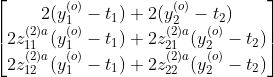 [2(y_1^{(o)} − t_1) + 2(y_2^{(o)} − t_2)
2z_{11}^{(2)a}(y_1^{(o)} − t_1) + 2z_{21}^{(2)a}(y_2^{(o)} − t_2)
2z_{12}^{(2)a}(y_1^{(o)} − t_1) + 2z_{22}^{(2)a}(y_2^{(o)} − t_2)]